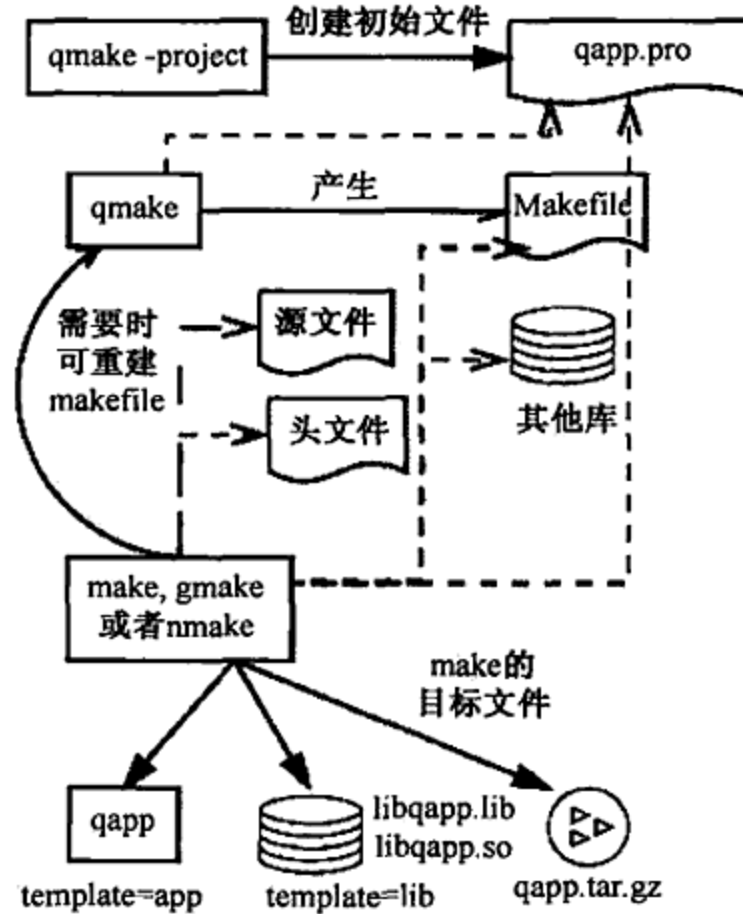 创建初始文件
qmake -project
qapp.pro
产生
qmake
Makefile
需要时
可重建
makefile
源文件
头文件
其他库
make, gmake
或者nmake
make的
目标文件
qapp
libqapp.lib
libqapp.so
template=app
template=lib
qapp.tar.gz